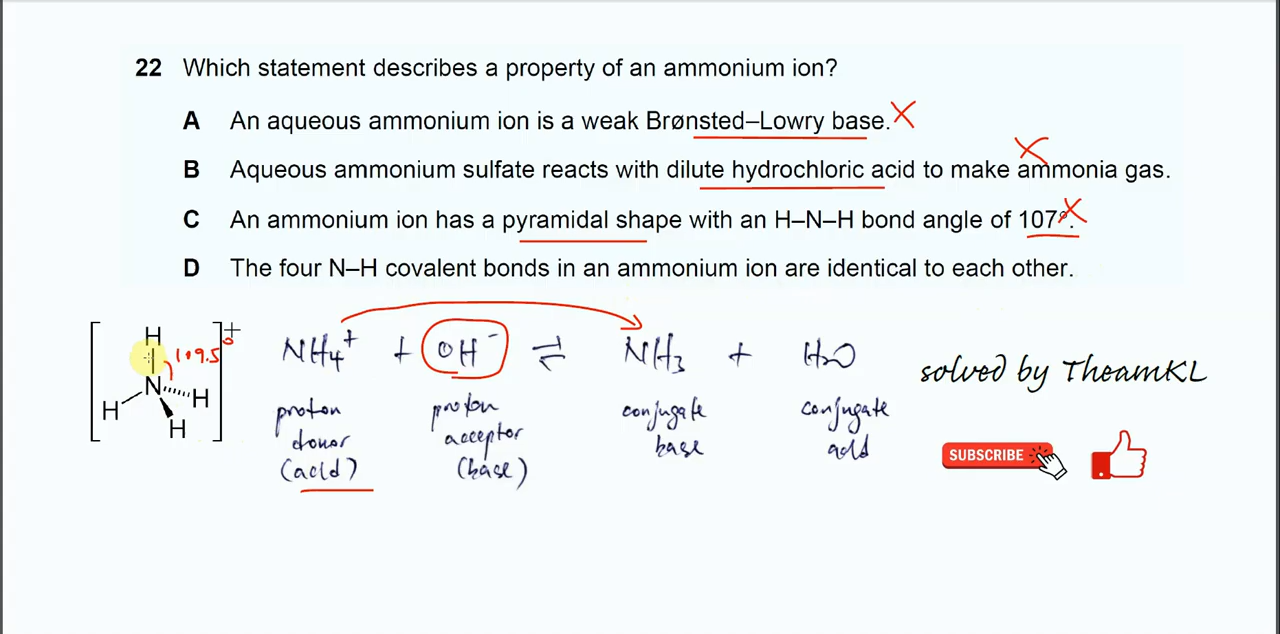 22 Which statement describes a property of an ammonium ion?
A An aqueous ammonium ion is a weak Brønsted–Lowry base. X
B Aqueous ammonium sulfate reacts with dilute hydrochloric acid to make ammonia gas. X
C An ammonium ion has a pyramidal shape with an H–N–H bond angle of 107°. X
D The four N–H covalent bonds in an ammonium ion are identical to each other.
H
+
109.5°
N
H
H
H
NH₄⁺ + OH⁻ ⇌ NH₃ + H₂O
proton donor (acid)
proton acceptor (base)
conjugate base
conjugate acid
solved by TheamKL
SUBSCRIBE